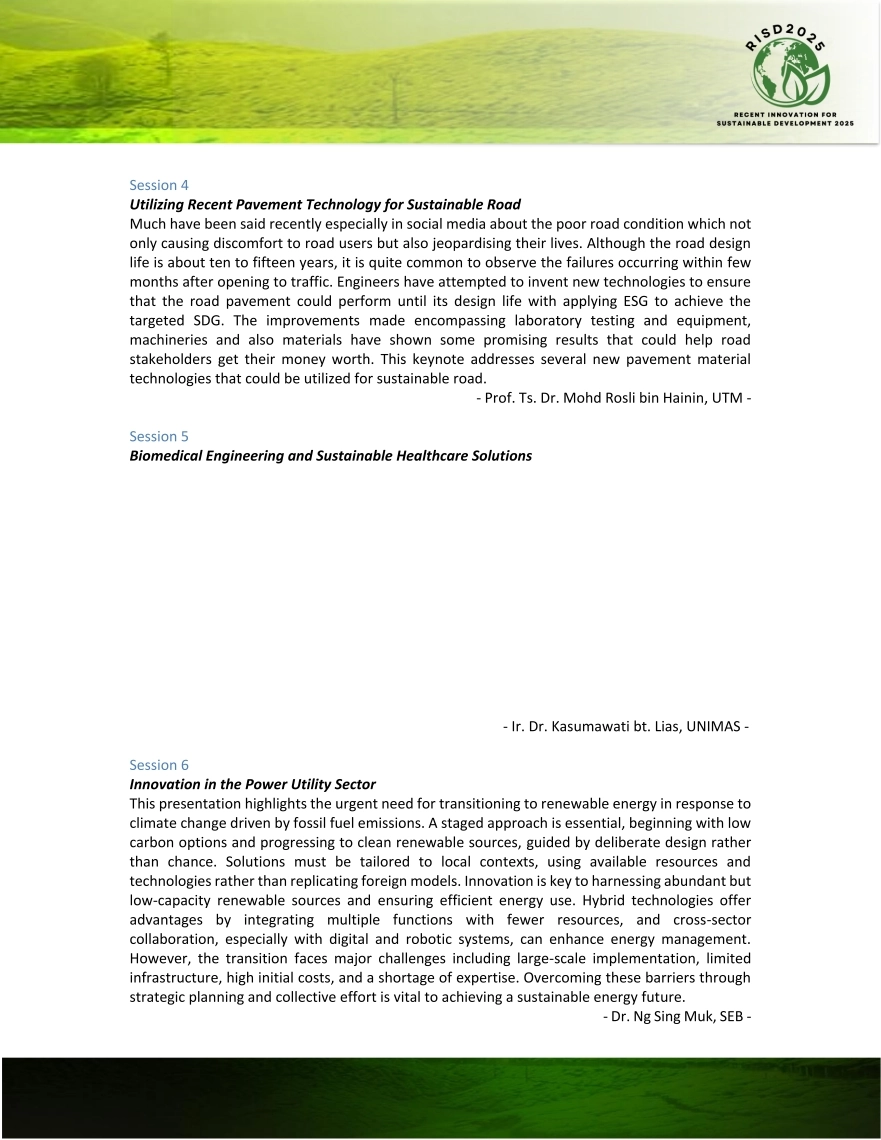 RISD2025
RECENT INNOVATION FOR
SUSTAINABLE DEVELOPMENT 2025
Session 4
Utilizing Recent Pavement Technology for Sustainable Road
Much have been said recently especially in social media about the poor road condition which not
only causing discomfort to road users but also jeopardising their lives. Although the road design
life is about ten to fifteen years, it is quite common to observe the failures occurring within few
months after opening to traffic. Engineers have attempted to invent new technologies to ensure
that the road pavement could perform until its design life with applying ESG to achieve the
targeted SDG. The improvements made encompassing laboratory testing and equipment,
machineries and also materials have shown some promising results that could help road
stakeholders get their money worth. This keynote addresses several new pavement material
technologies that could be utilized for sustainable road.
- Prof. Ts. Dr. Mohd Rosli bin Hainin, UTM -
Session 5
Biomedical Engineering and Sustainable Healthcare Solutions
- Ir. Dr. Kasumawati bt. Lias, UNIMAS -
Session 6
Innovation in the Power Utility Sector
This presentation highlights the urgent need for transitioning to renewable energy in response to
climate change driven by fossil fuel emissions. A staged approach is essential, beginning with low
carbon options and progressing to clean renewable sources, guided by deliberate design rather
than chance. Solutions must be tailored to local contexts, using available resources and
technologies rather than replicating foreign models. Innovation is key to harnessing abundant but
low-capacity renewable sources and ensuring efficient energy use. Hybrid technologies offer
advantages by integrating multiple functions with fewer resources, and cross-sector
collaboration, especially with digital and robotic systems, can enhance energy management.
However, the transition faces major challenges including large-scale implementation, limited
infrastructure, high initial costs, and a shortage of expertise. Overcoming these barriers through
strategic planning and collective effort is vital to achieving a sustainable energy future.
- Dr. Ng Sing Muk, SEB -